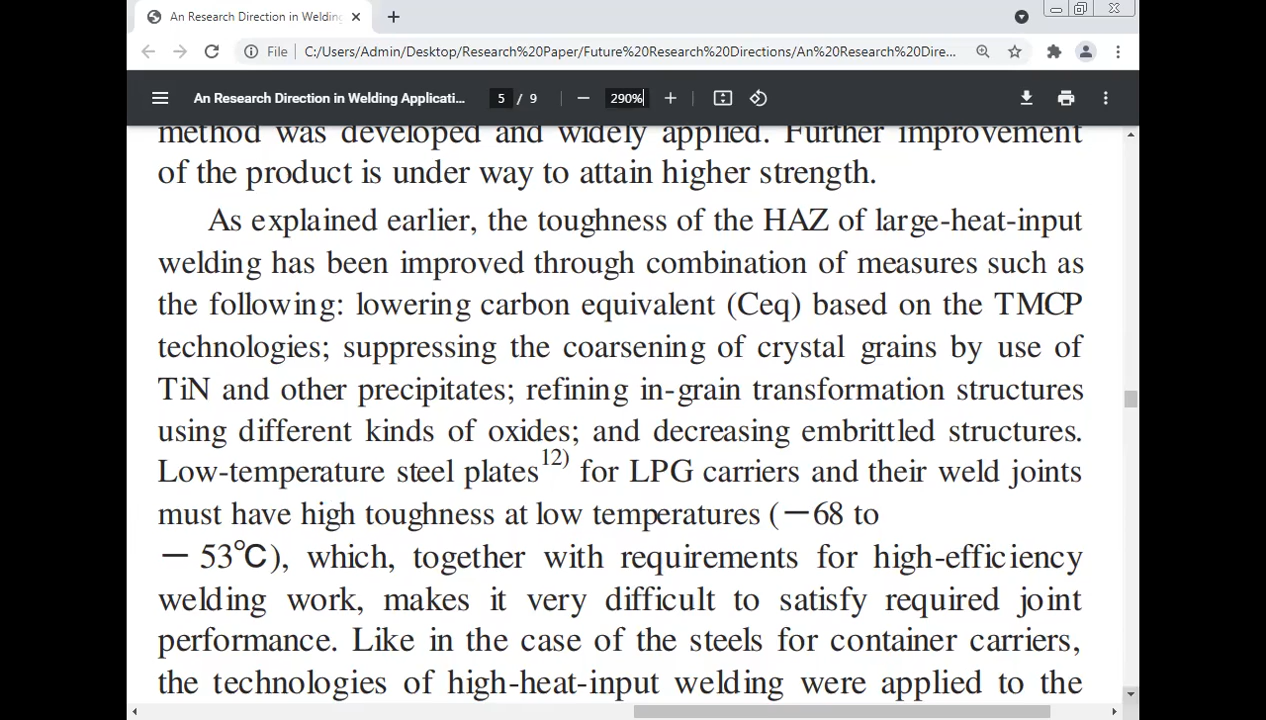 An Research Direction in Welding
File C:/Users/Admin/Desktop/Research%20Paper/Future%20Research%20Directions/An%20Research%20Dire...
An Research Direction in Welding Applicati... 5 / 9 290%
method was developed and widely applied. Further improvement
of the product is under way to attain higher strength.
As explained earlier, the toughness of the HAZ of large-heat-input
welding has been improved through combination of measures such as
the following: lowering carbon equivalent (Ceq) based on the TMCP
technologies; suppressing the coarsening of crystal grains by use of
TiN and other precipitates; refining in-grain transformation structures
using different kinds of oxides; and decreasing embrittled structures.
Low-temperature steel plates12) for LPG carriers and their weld joints
must have high toughness at low temperatures (−68 to
− 53℃), which, together with requirements for high-efficiency
welding work, makes it very difficult to satisfy required joint
performance. Like in the case of the steels for container carriers,
the technologies of high-heat-input welding were applied to the